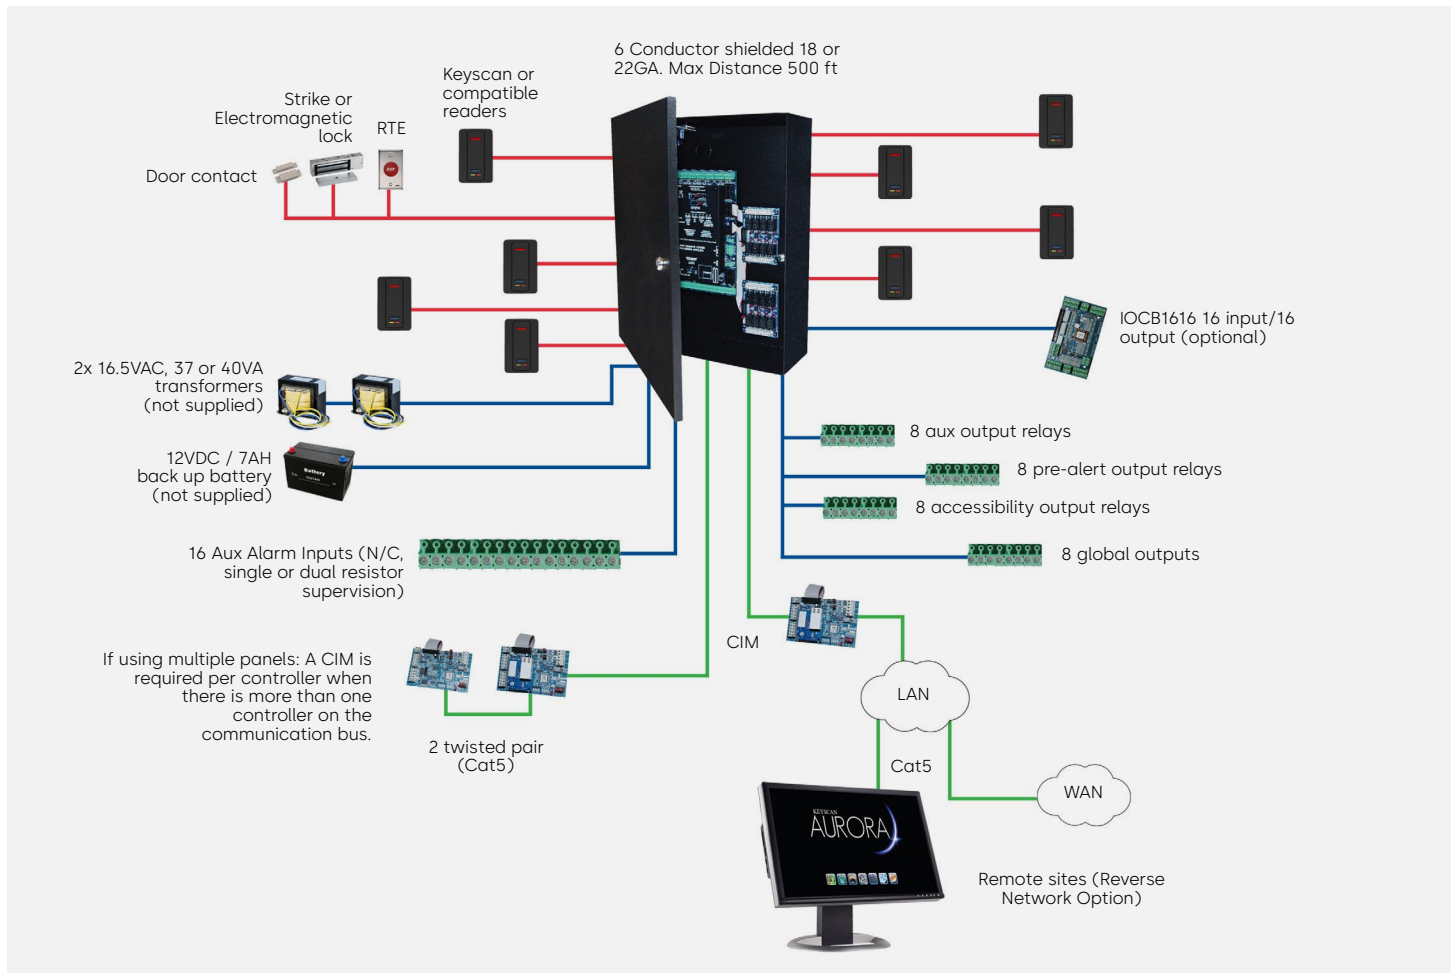 6 Conductor shielded 18 or
22GA. Max Distance 500 ft
Keyscan or
compatible
readers
Strike or
Electromagnetic
lock
RTE
Door contact
EXIT
IOCB1616 16 input/16
output (optional)
2x 16.5VAC, 37 or 40VA
transformers
(not supplied)
12VDC / 7AH
back up battery
(not supplied)
Battery
8 aux output relays
8 pre-alert output relays
8 accessibility output relays
8 global outputs
16 Aux Alarm Inputs (N/C,
single or dual resistor
supervision)
CIM
If using multiple panels: A CIM is
required per controller when
there is more than one
controller on the
communication bus.
2 twisted pair
(Cat5)
LAN
Cat5
WAN
KEYSCAN
AURORA
Remote sites (Reverse
Network Option)